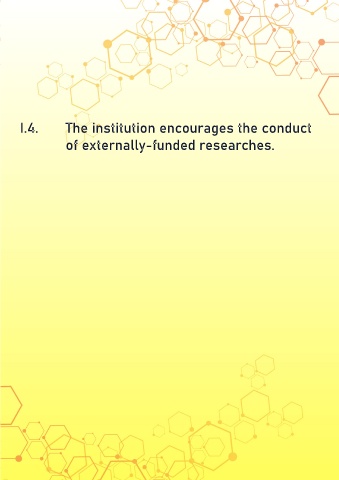 I.4. The institution encourages the conduct
of externally-funded researches.